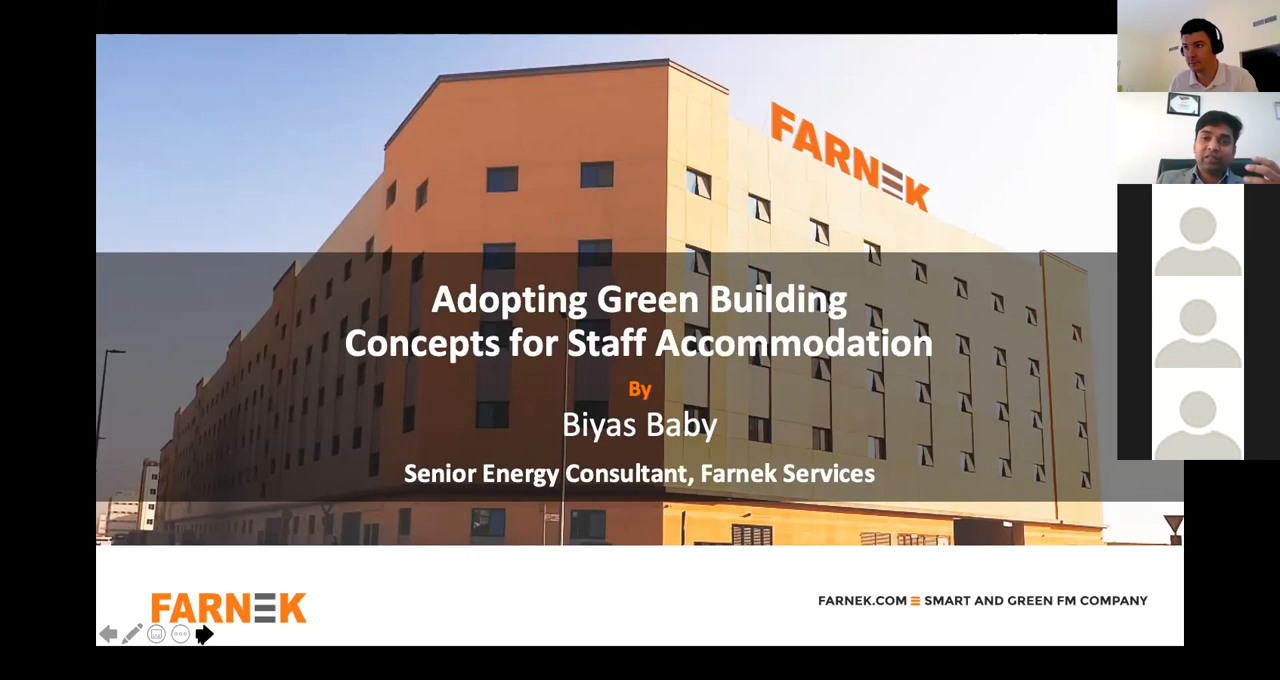 FARNEK
Adopting Green Building
Concepts for Staff Accommodation
By
Biyas Baby
Senior Energy Consultant, Farnek Services
FARNEK
FARNEK.COM SMART AND GREEN FM COMPANY